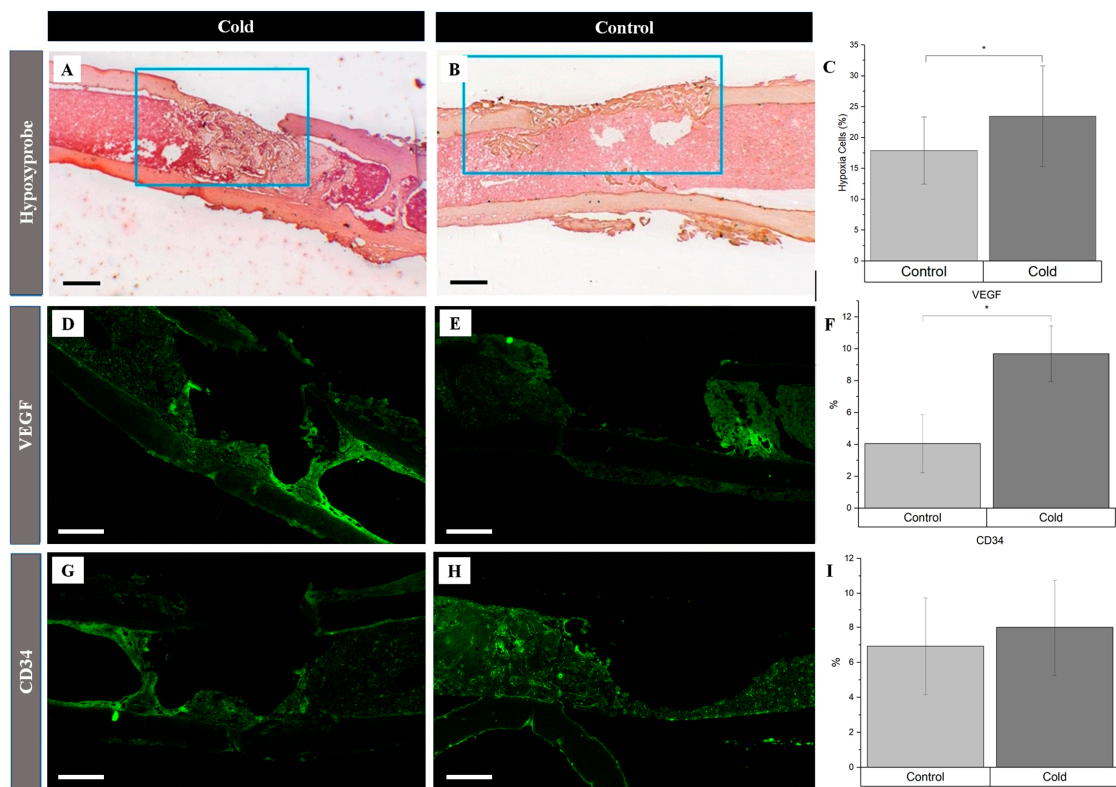 Cold
Control
Hypoxyprobe
A
B
C
Hypoxia Cells (%)
35
30
25
20
15
10
5
0
*
Control Cold
VEGF
D
E
F
VEGF
%
12
10
8
6
4
2
0
*
Control Cold
CD34
G
H
I
CD34
%
12
10
8
6
4
2
0
Control Cold